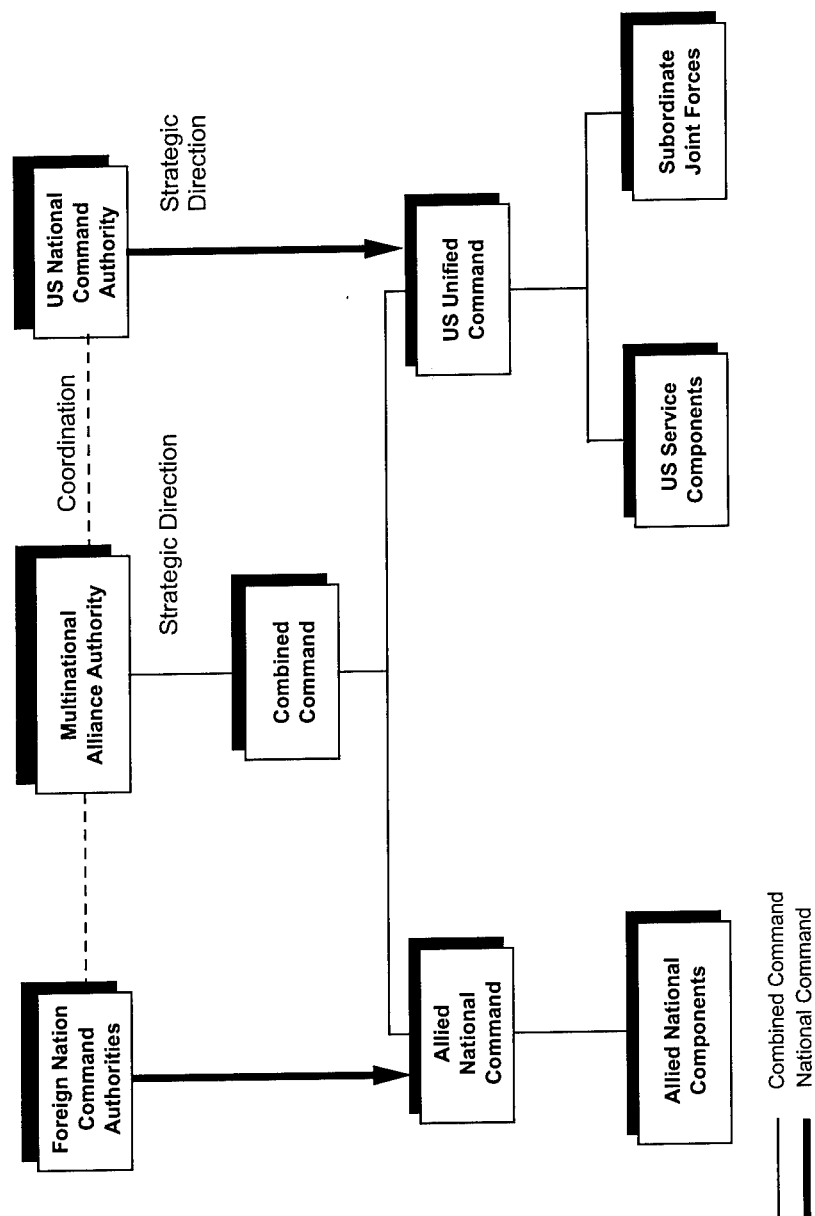 Foreign Nation
Command
Authorities
Multinational
Alliance Authority
Coordination
US National
Command
Authority
Strategic Direction
Strategic
Direction
Combined
Command
Allied
National
Command
US Unified
Command
Allied National
Components
US Service
Components
Subordinate
Joint Forces
Combined Command
National Command